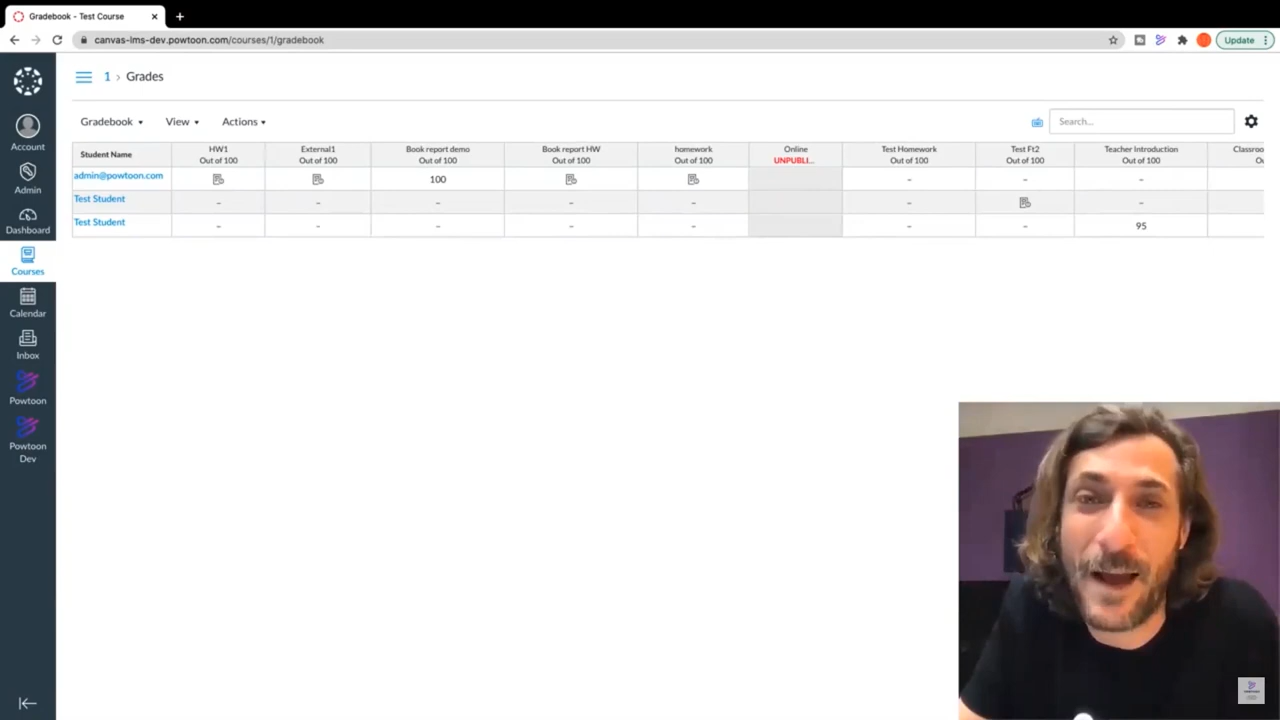 Gradebook - Test Course
canvas-lms-dev.powtoon.com/courses/1/gradebook
Update
1 › Grades
Account
Admin
Dashboard
Courses
Calendar
Inbox
Powtoon
Powtoon
Dev
Gradebook View Actions
Search...
Student Name
HW1
Out of 100
External1
Out of 100
Book report demo
Out of 100
Book report HW
Out of 100
homework
Out of 100
Online
UNPUBLI...
Test Homework
Out of 100
Test Ft2
Out of 100
Teacher Introduction
Out of 100
Classroo
Ou
admin@powtoon.com 100 – – –
Test Student – – – – – – –
Test Student – – – – – – – 95